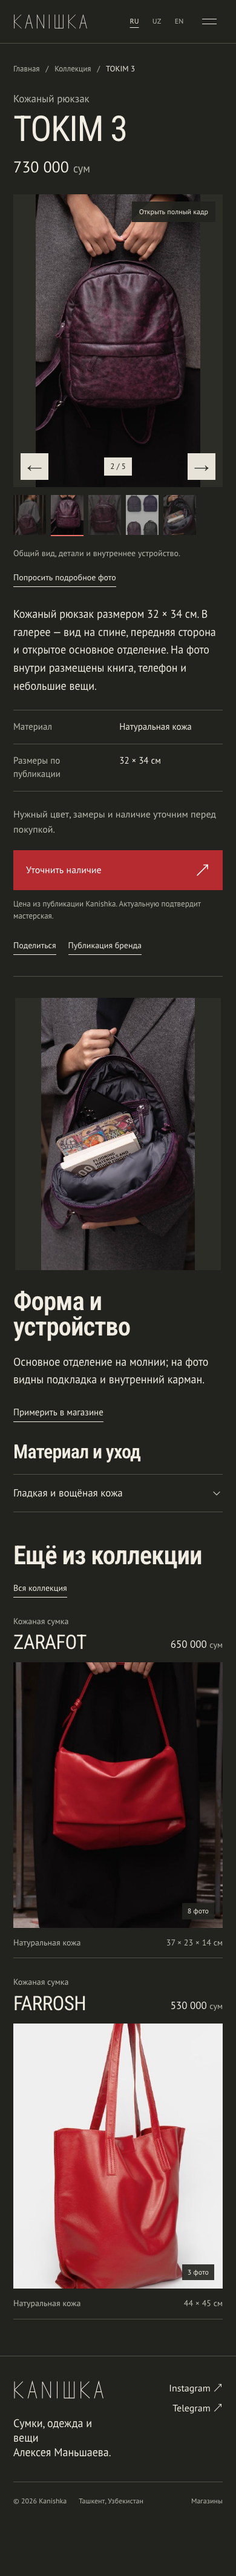 KANIШKA
RU UZ EN
Главная / Коллекция / TOKIM 3
Кожаный рюкзак
TOKIM 3
730 000 сум
Открыть полный кадр
← 2 / 5 →
Общий вид, детали и внутреннее устройство.
Попросить подробное фото
Кожаный рюкзак размером 32 × 34 см. В
галерее — вид на спине, передняя сторона
и открытое основное отделение. На фото
внутри размещены книга, телефон и
небольшие вещи.
Материал Натуральная кожа
Размеры по
публикации 32 × 34 см
Нужный цвет, замеры и наличие уточним перед
покупкой.
Уточнить наличие ↗
Цена из публикации Kanishka. Актуальную подтвердит
мастерская.
Поделиться Публикация бренда
Форма и
устройство
Основное отделение на молнии; на фото
видны подкладка и внутренний карман.
Примерить в магазине
Материал и уход
Гладкая и вощёная кожа
Ещё из коллекции
Вся коллекция
Кожаная сумка
ZARAFOT 650 000 сум
8 фото
Натуральная кожа 37 × 23 × 14 см
Кожаная сумка
FARROSH 530 000 сум
3 фото
Натуральная кожа 44 × 45 см
KANIШKA
Instagram ↗
Telegram ↗
Сумки, одежда и
вещи
Алексея Маньшаева.
© 2026 Kanishka Ташкент, Узбекистан Магазины